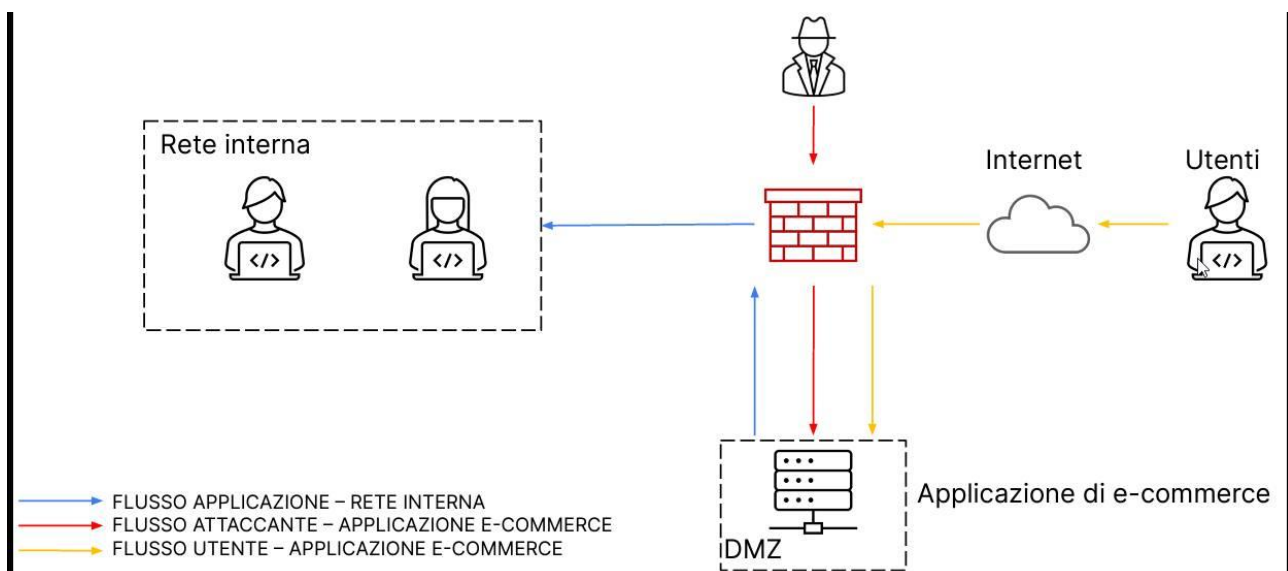 Rete interna
Internet
Utenti
</>
</>
</>
Applicazione di e-commerce
DMZ
FLUSSO APPLICAZIONE – RETE INTERNA
FLUSSO ATTACCANTE – APPLICAZIONE E-COMMERCE
FLUSSO UTENTE – APPLICAZIONE E-COMMERCE